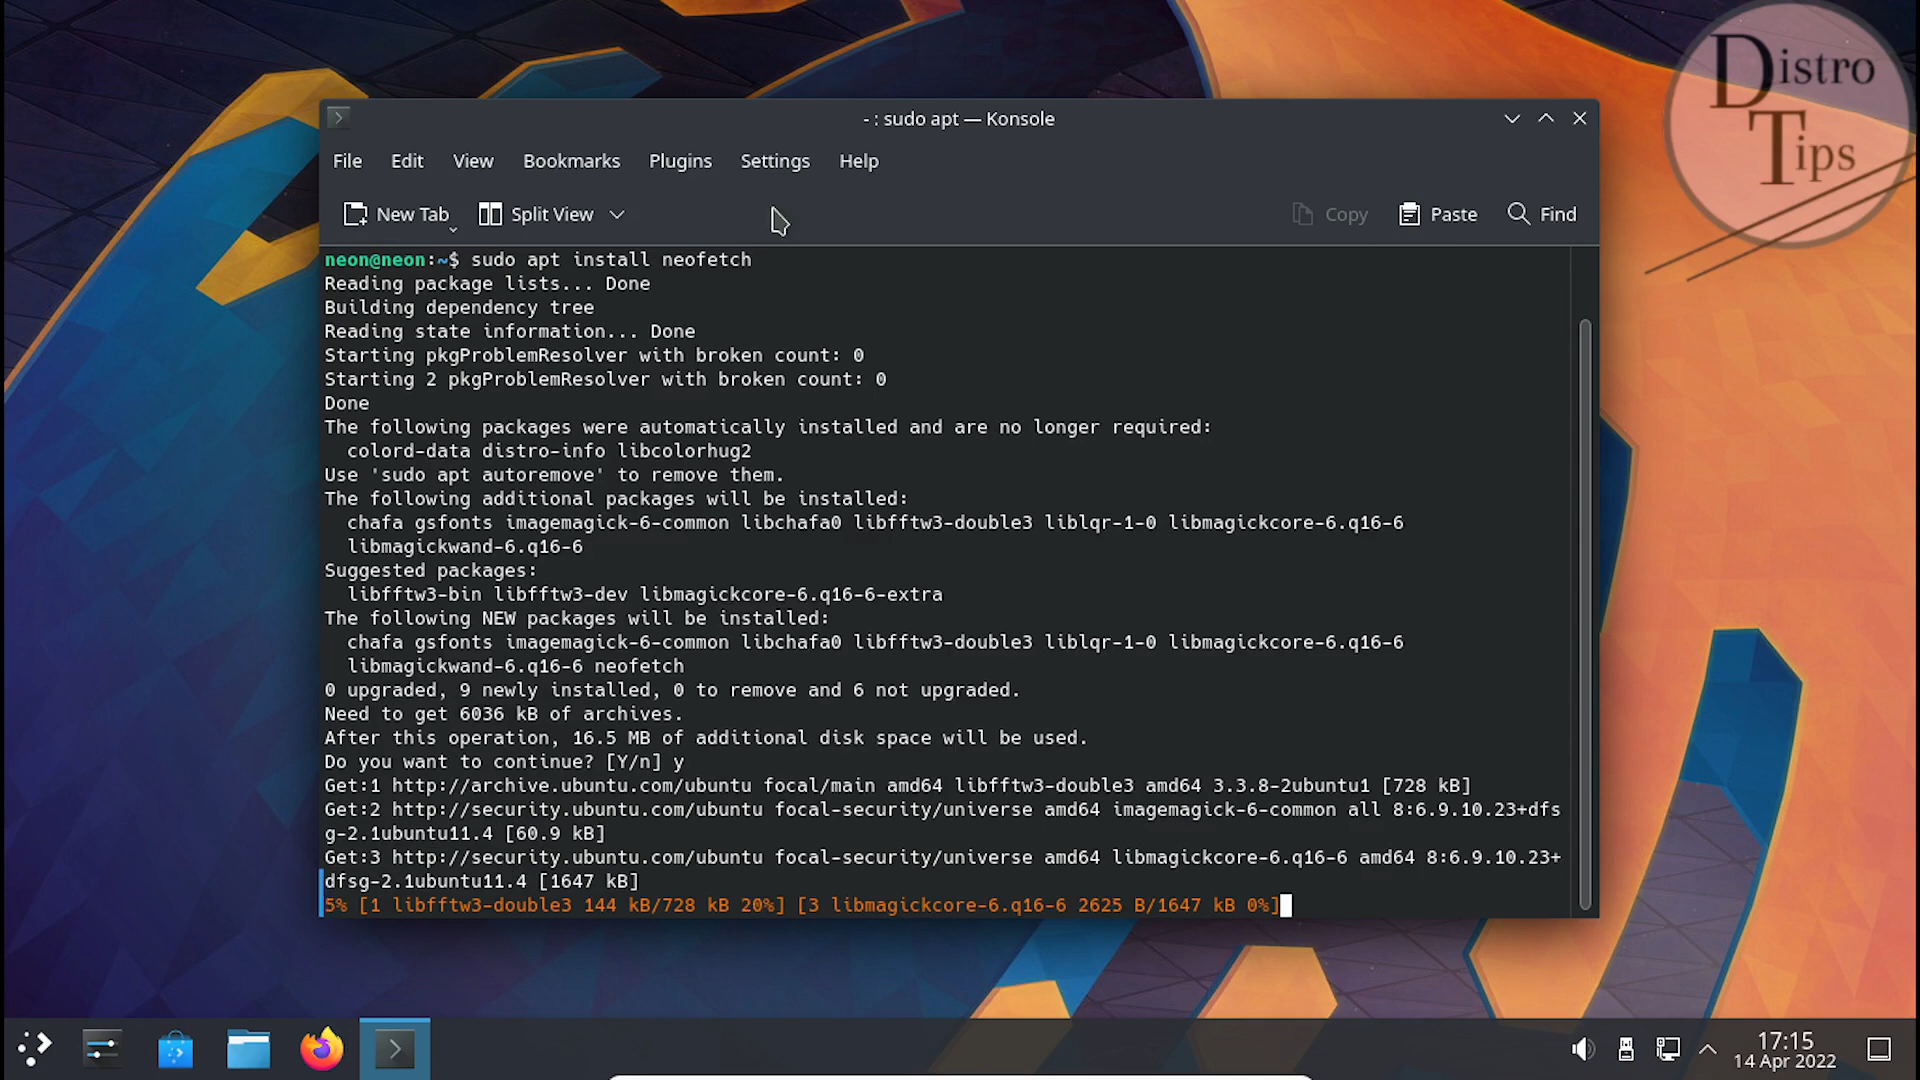 Distro
Tips
- : sudo apt — Konsole
File Edit View Bookmarks Plugins Settings Help
New Tab Split View Copy Paste Find
neon@neon:~$ sudo apt install neofetch
Reading package lists... Done
Building dependency tree
Reading state information... Done
Starting pkgProblemResolver with broken count: 0
Starting 2 pkgProblemResolver with broken count: 0
Done
The following packages were automatically installed and are no longer required:
colord-data distro-info libcolorhug2
Use 'sudo apt autoremove' to remove them.
The following additional packages will be installed:
chafa gsfonts imagemagick-6-common libchafa0 libfftw3-double3 liblqr-1-0 libmagickcore-6.q16-6
libmagickwand-6.q16-6
Suggested packages:
libfftw3-bin libfftw3-dev libmagickcore-6.q16-6-extra
The following NEW packages will be installed:
chafa gsfonts imagemagick-6-common libchafa0 libfftw3-double3 liblqr-1-0 libmagickcore-6.q16-6
libmagickwand-6.q16-6 neofetch
0 upgraded, 9 newly installed, 0 to remove and 6 not upgraded.
Need to get 6036 kB of archives.
After this operation, 16.5 MB of additional disk space will be used.
Do you want to continue? [Y/n] y
Get:1 http://archive.ubuntu.com/ubuntu focal/main amd64 libfftw3-double3 amd64 3.3.8-2ubuntu1 [728 kB]
Get:2 http://security.ubuntu.com/ubuntu focal-security/universe amd64 imagemagick-6-common all 8:6.9.10.23+dfs
g-2.1ubuntu11.4 [60.9 kB]
Get:3 http://security.ubuntu.com/ubuntu focal-security/universe amd64 libmagickcore-6.q16-6 amd64 8:6.9.10.23+
dfsg-2.1ubuntu11.4 [1647 kB]
5% [1 libfftw3-double3 144 kB/728 kB 20%] [3 libmagickcore-6.q16-6 2625 B/1647 kB 0%]
17:15
14 Apr 2022